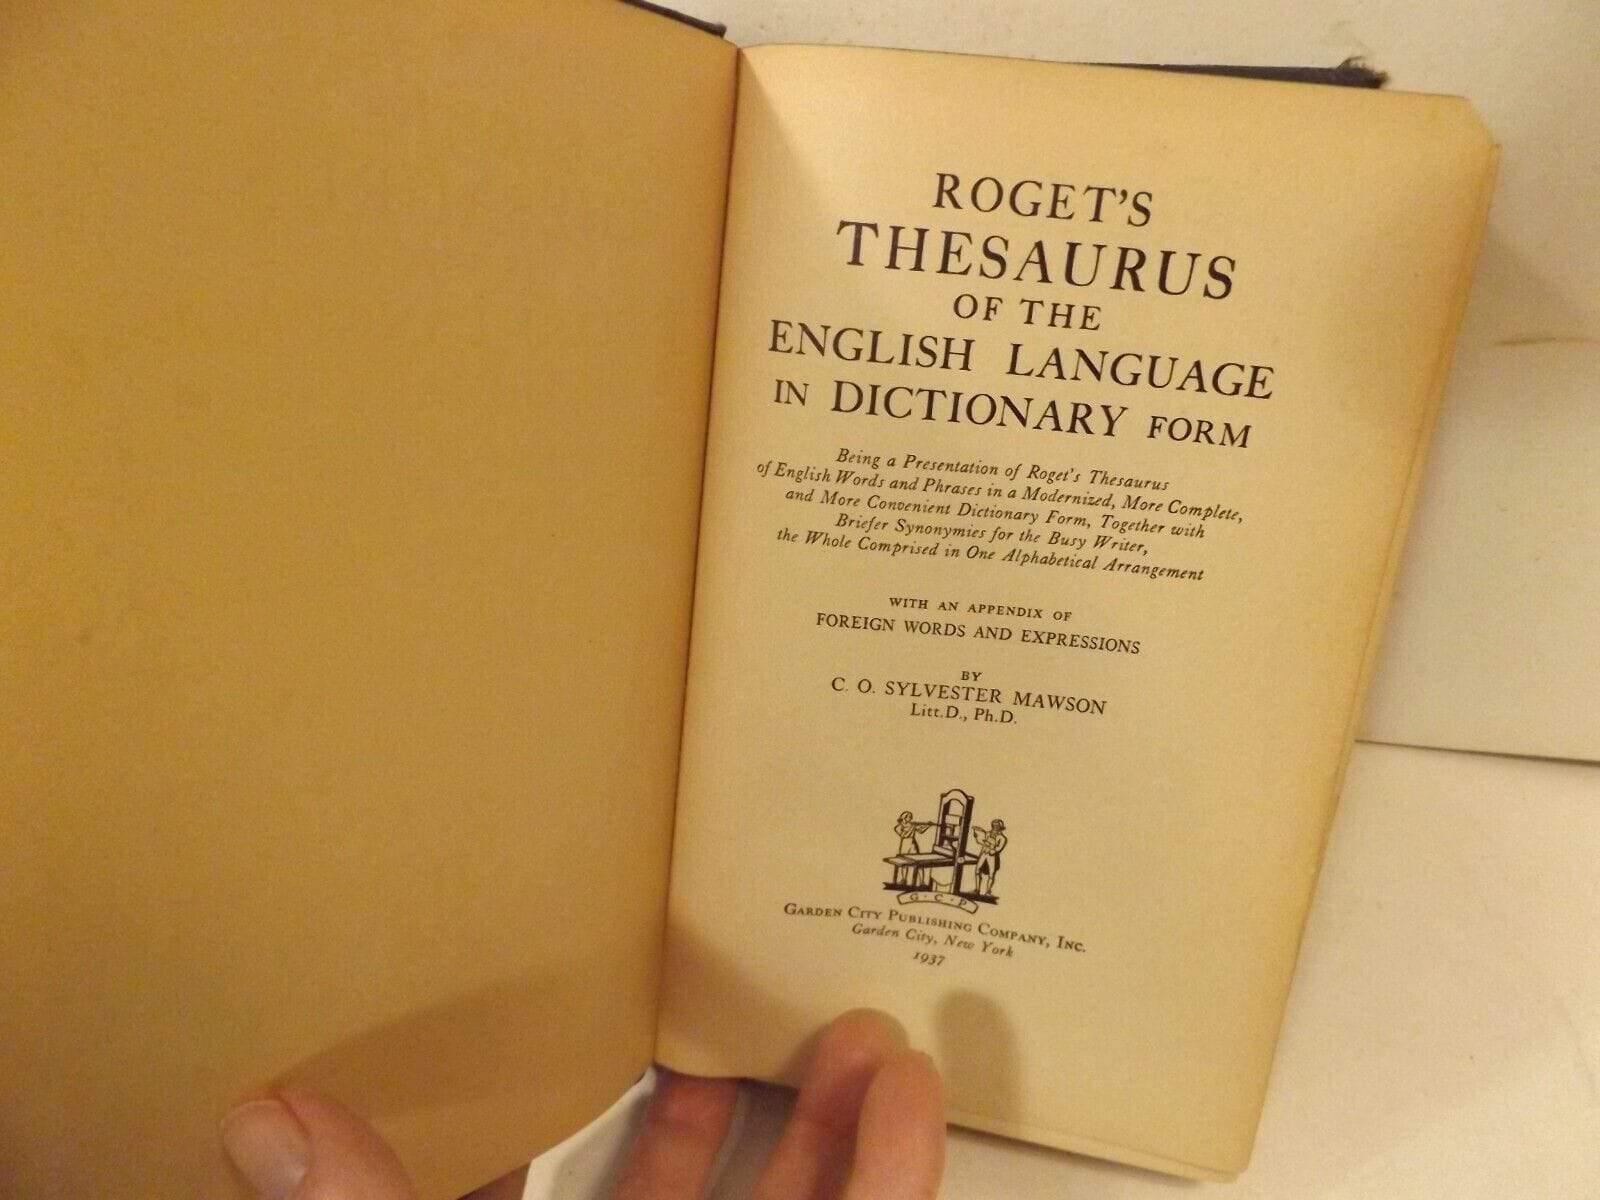 ROGET'S
THESAURUS
OF THE
ENGLISH LANGUAGE
IN DICTIONARY FORM
Being a Presentation of Roget's Thesaurus
of English Words and Phrases in a Modernized, More Complete,
and More Convenient Dictionary Form, Together with
Briefer Synonymies for the Busy Writer,
the Whole Comprised in One Alphabetical Arrangement
WITH AN APPENDIX OF
FOREIGN WORDS AND EXPRESSIONS
BY
C. O. SYLVESTER MAWSON
Litt.D., Ph.D.
G·C·P
GARDEN CITY PUBLISHING COMPANY, INC.
Garden City, New York
1937